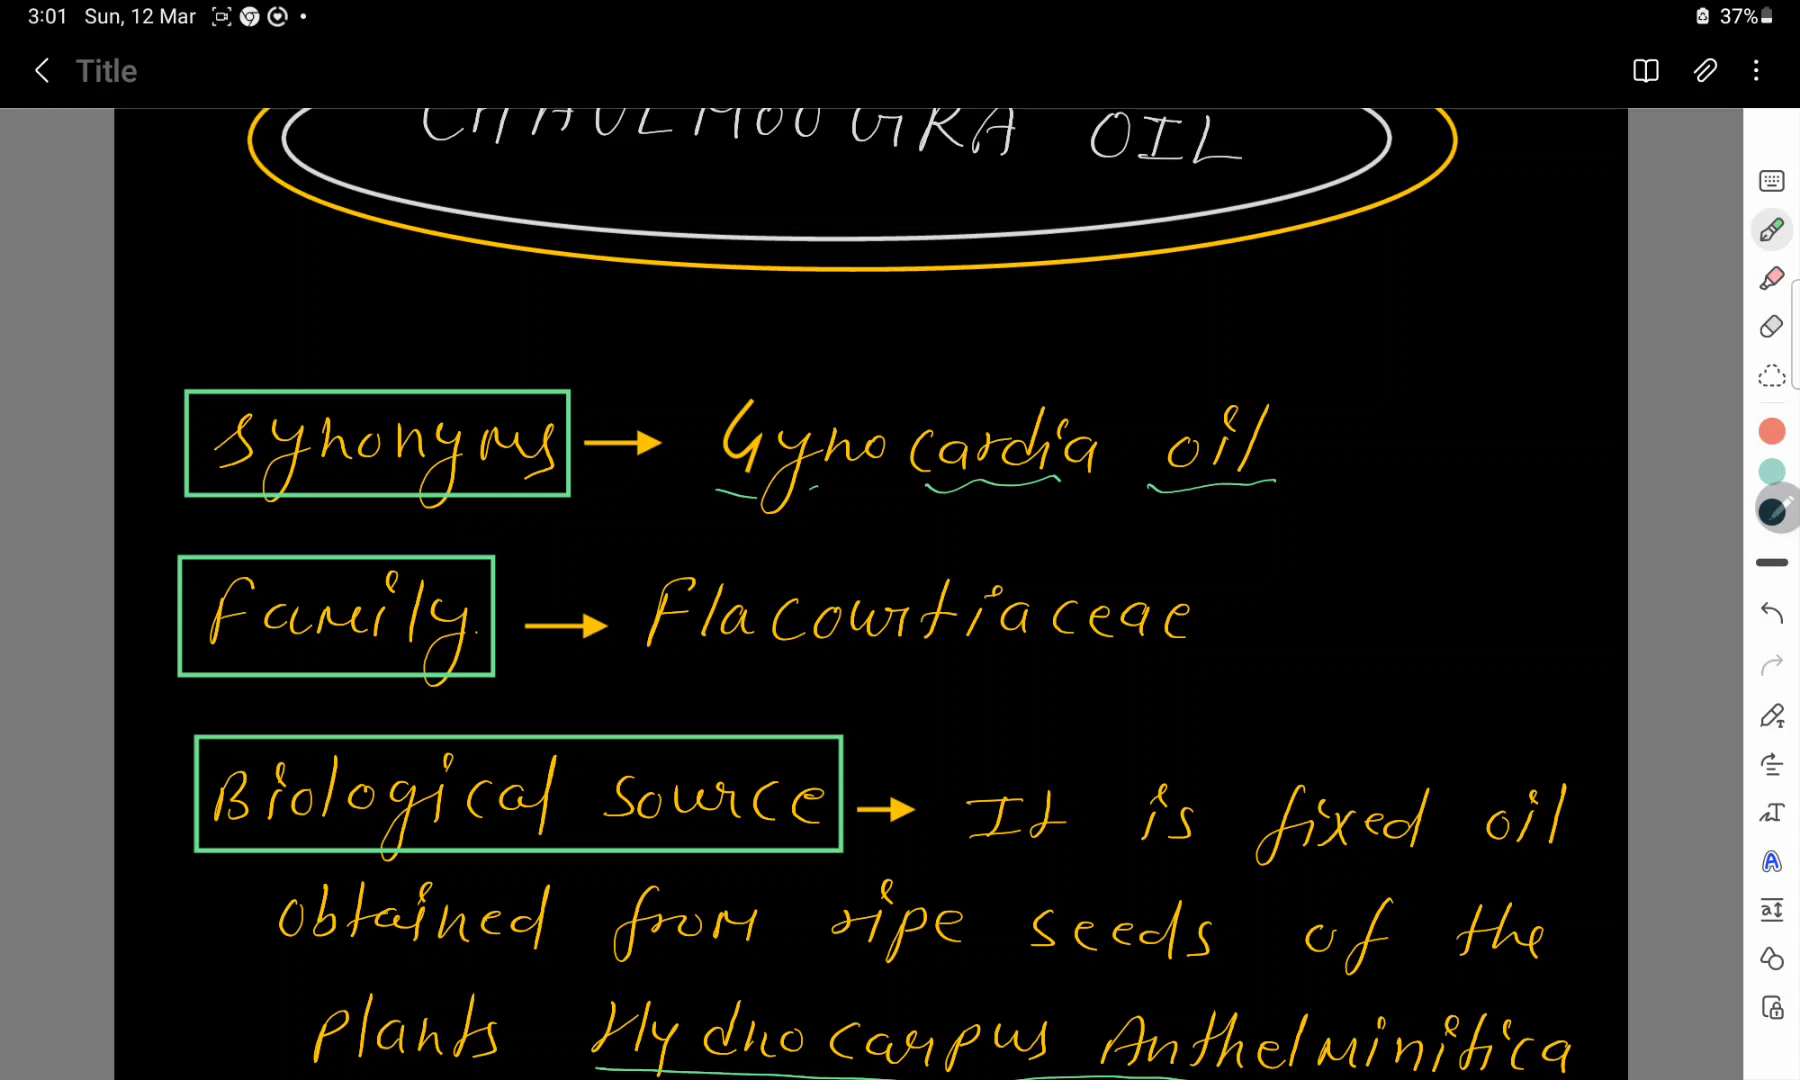 3:01 Sun, 12 Mar
37%
Title
CHAULMOOGRA OIL
Synonyms → Gynocardia oil
Family → Flacourtiaceae
Biological source → It is fixed oil
obtained from ripe seeds of the
plants Hydnocarpus Anthelminitica